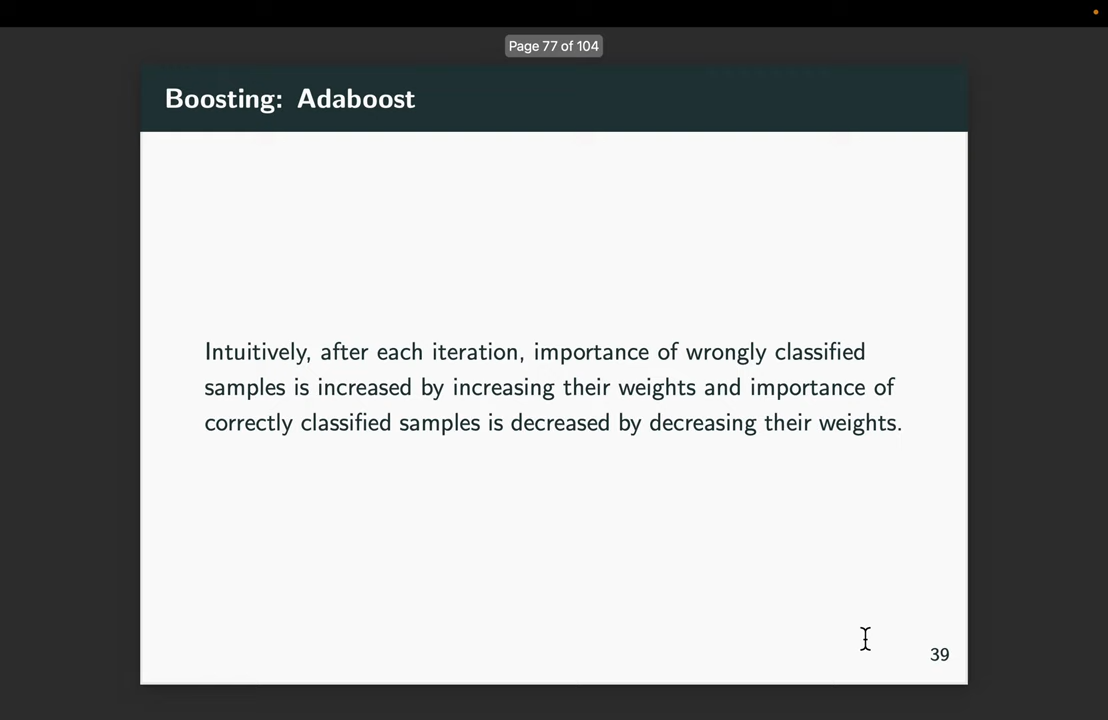 Page 77 of 104
Boosting: Adaboost
Intuitively, after each iteration, importance of wrongly classified
samples is increased by increasing their weights and importance of
correctly classified samples is decreased by decreasing their weights.
39